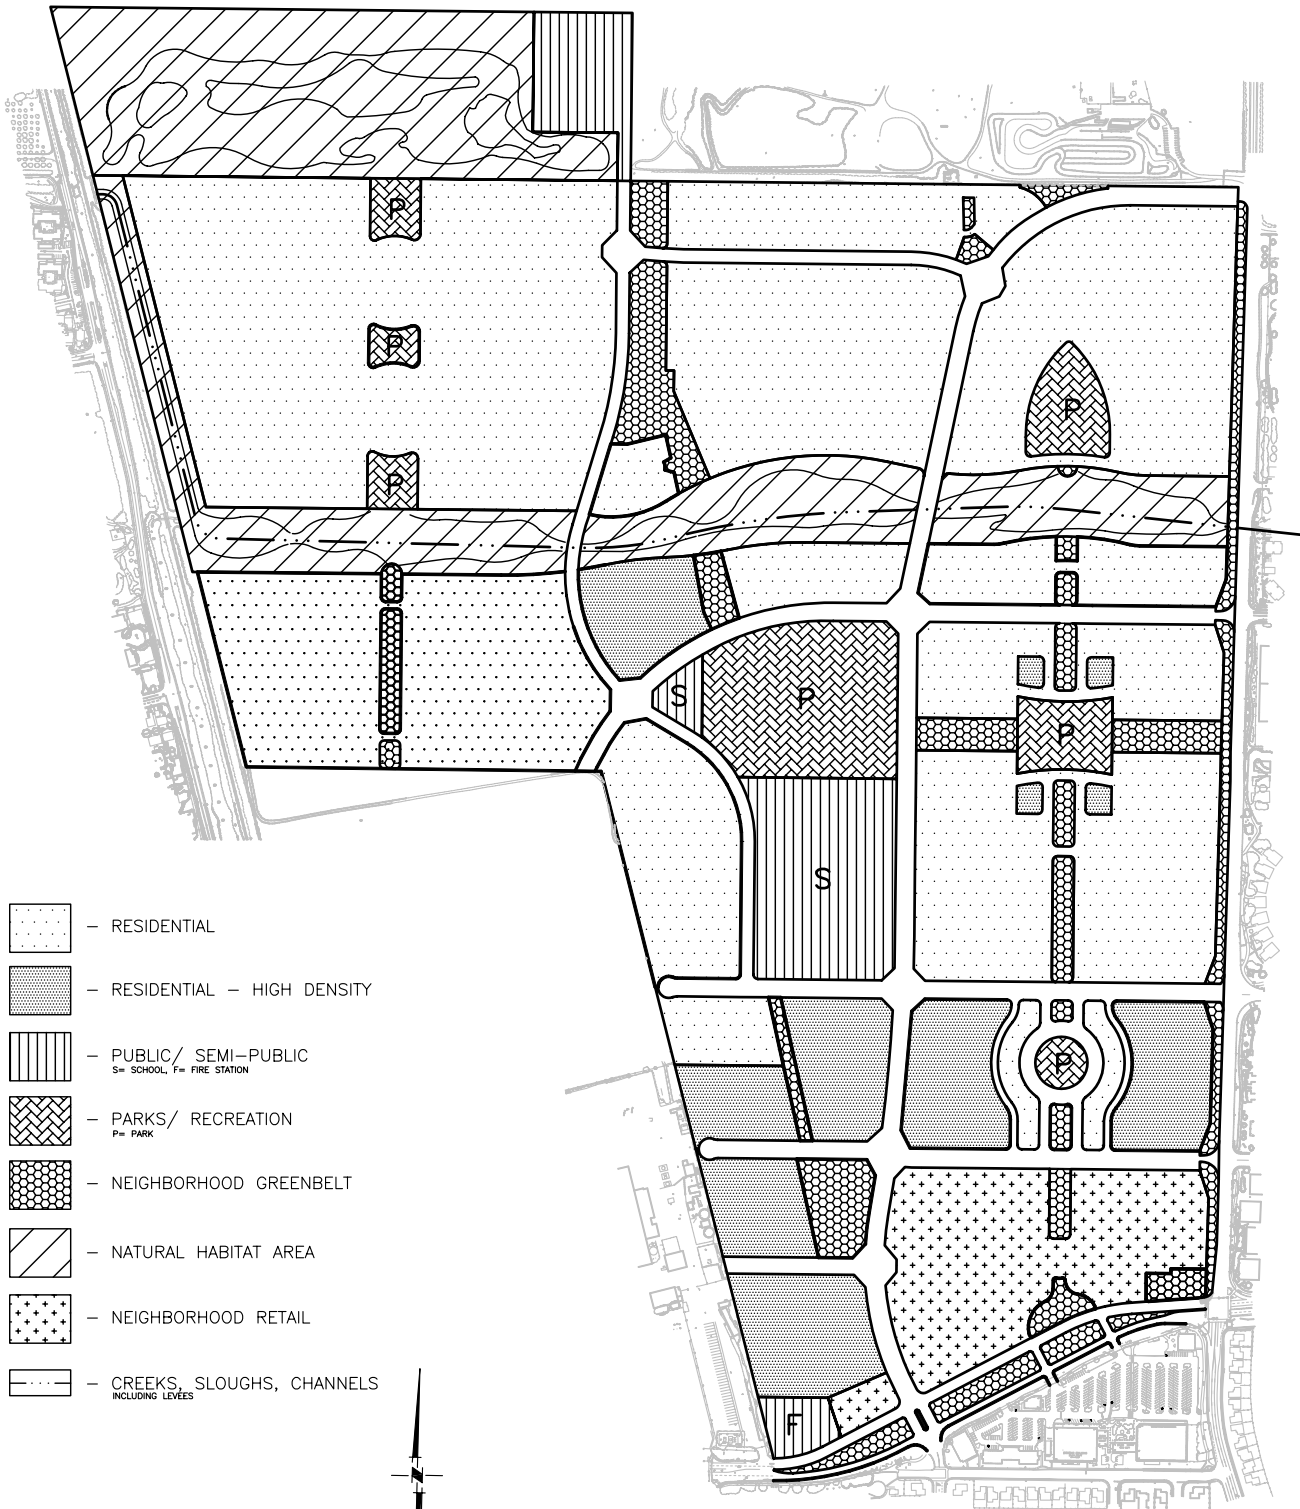 P
P
P
P
S
P
P
S
P
F
– RESIDENTIAL
– RESIDENTIAL – HIGH DENSITY
– PUBLIC/ SEMI–PUBLIC
S= SCHOOL, F= FIRE STATION
– PARKS/ RECREATION
P= PARK
– NEIGHBORHOOD GREENBELT
– NATURAL HABITAT AREA
– NEIGHBORHOOD RETAIL
– CREEKS, SLOUGHS, CHANNELS
INCLUDING LEVEES
N